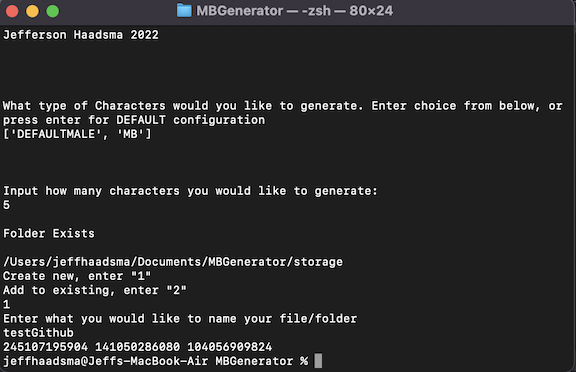 MBGenerator — -zsh — 80×24
Jefferson Haadsma 2022
What type of Characters would you like to generate. Enter choice from below, or
press enter for DEFAULT configuration
['DEFAULTMALE', 'MB']
Input how many characters you would like to generate:
5
Folder Exists
/Users/jeffhaadsma/Documents/MBGenerator/storage
Create new, enter "1"
Add to existing, enter "2"
1
Enter what you would like to name your file/folder
testGithub
245107195904 141050286080 104056909824
jeffhaadsma@Jeffs-MacBook-Air MBGenerator %